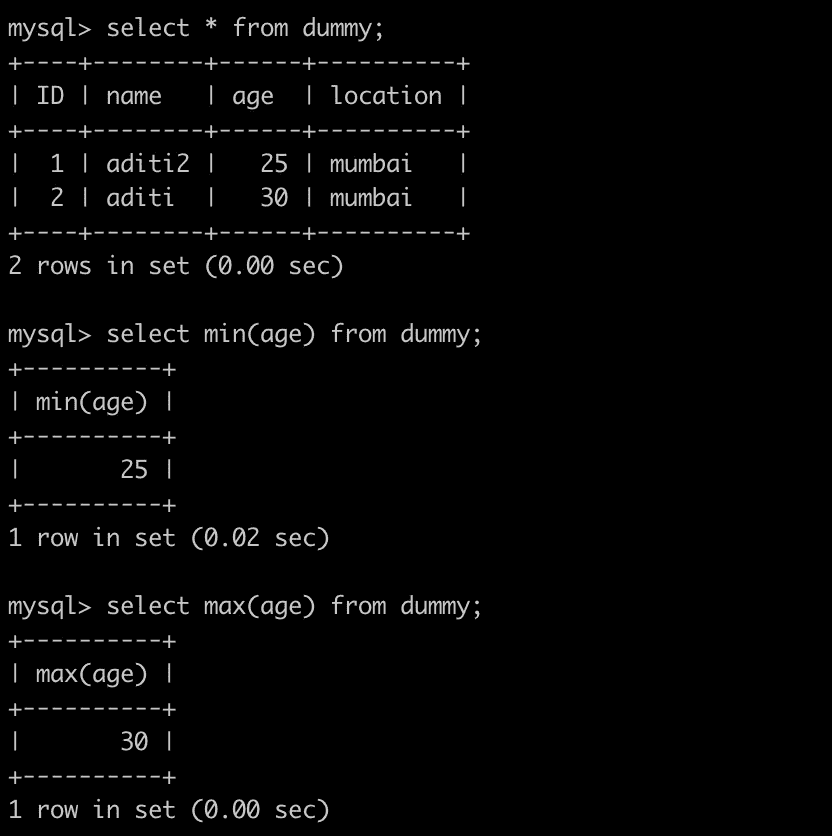 mysql> select * from dummy;
+----+--------+------+----------+
| ID | name   | age  | location |
+----+--------+------+----------+
|  1 | aditi2 |   25 | mumbai   |
|  2 | aditi  |   30 | mumbai   |
+----+--------+------+----------+
2 rows in set (0.00 sec)

mysql> select min(age) from dummy;
+----------+
| min(age) |
+----------+
|       25 |
+----------+
1 row in set (0.02 sec)

mysql> select max(age) from dummy;
+----------+
| max(age) |
+----------+
|       30 |
+----------+
1 row in set (0.00 sec)